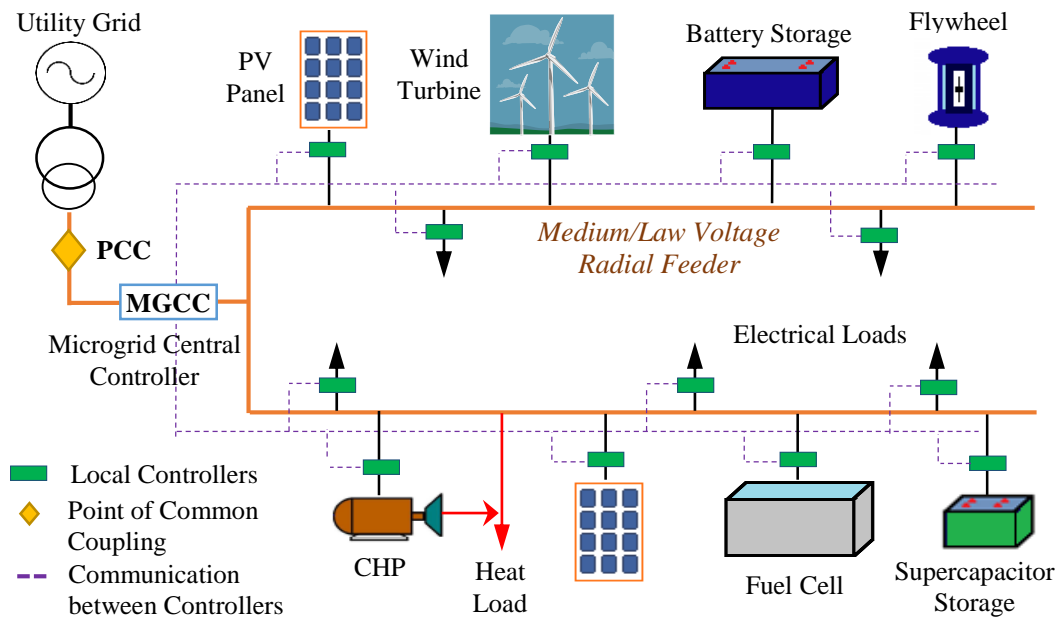 Utility Grid
PV
Panel
Wind
Turbine
Battery Storage
Flywheel
PCC
Medium/Law Voltage
Radial Feeder
MGCC
Microgrid Central
Controller
Electrical Loads
Local Controllers
Point of Common
Coupling
Communication
between Controllers
CHP
Heat
Load
Fuel Cell
Supercapacitor
Storage